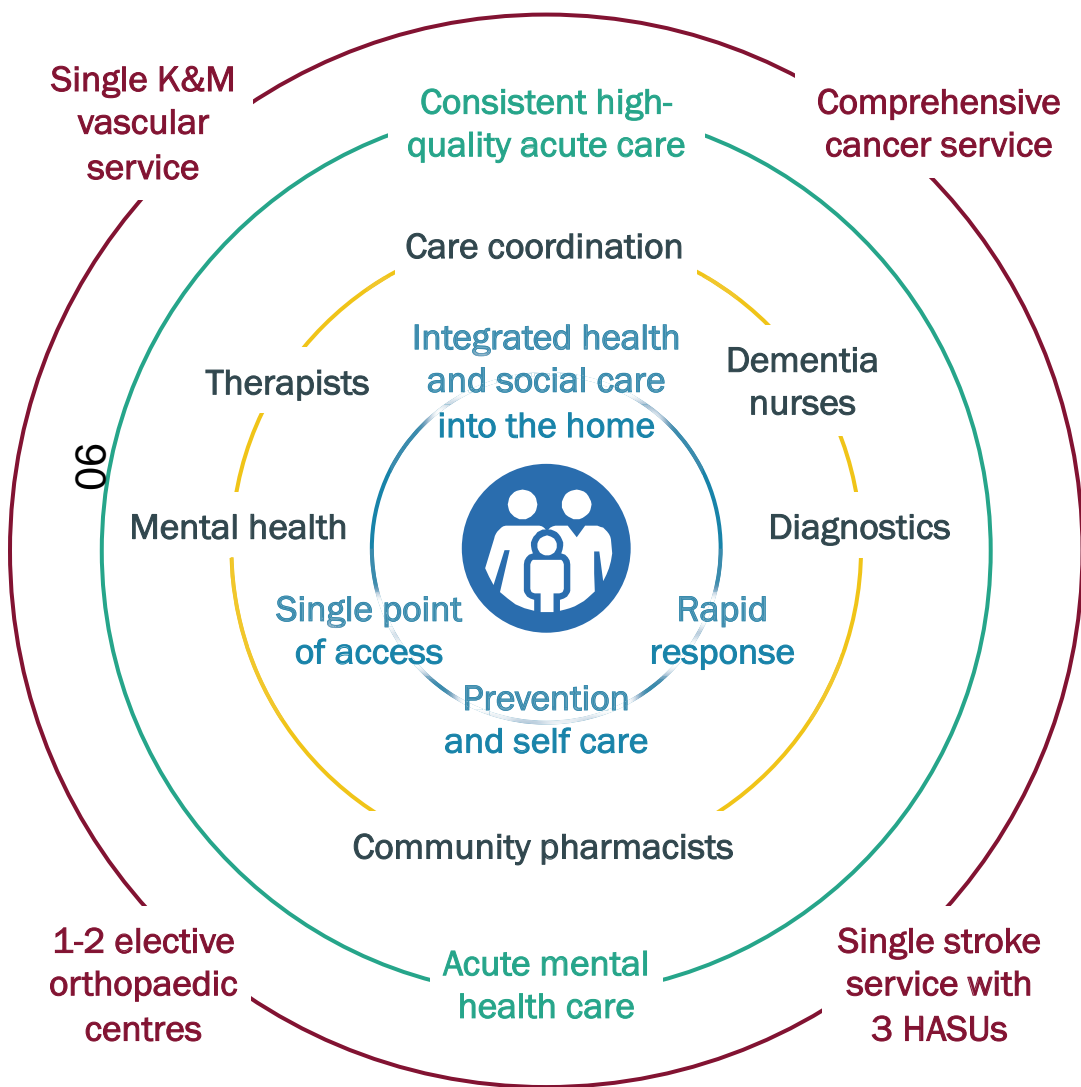 Single K&M
vascular
service
Consistent high-
quality acute care
Comprehensive
cancer service
Care coordination
Integrated health
and social care
into the home
Therapists
Dementia
nurses
06
Mental health
Diagnostics
Single point
of access
Rapid
response
Prevention
and self care
Community pharmacists
1-2 elective
orthopaedic
centres
Acute mental
health care
Single stroke
service with
3 HASUs